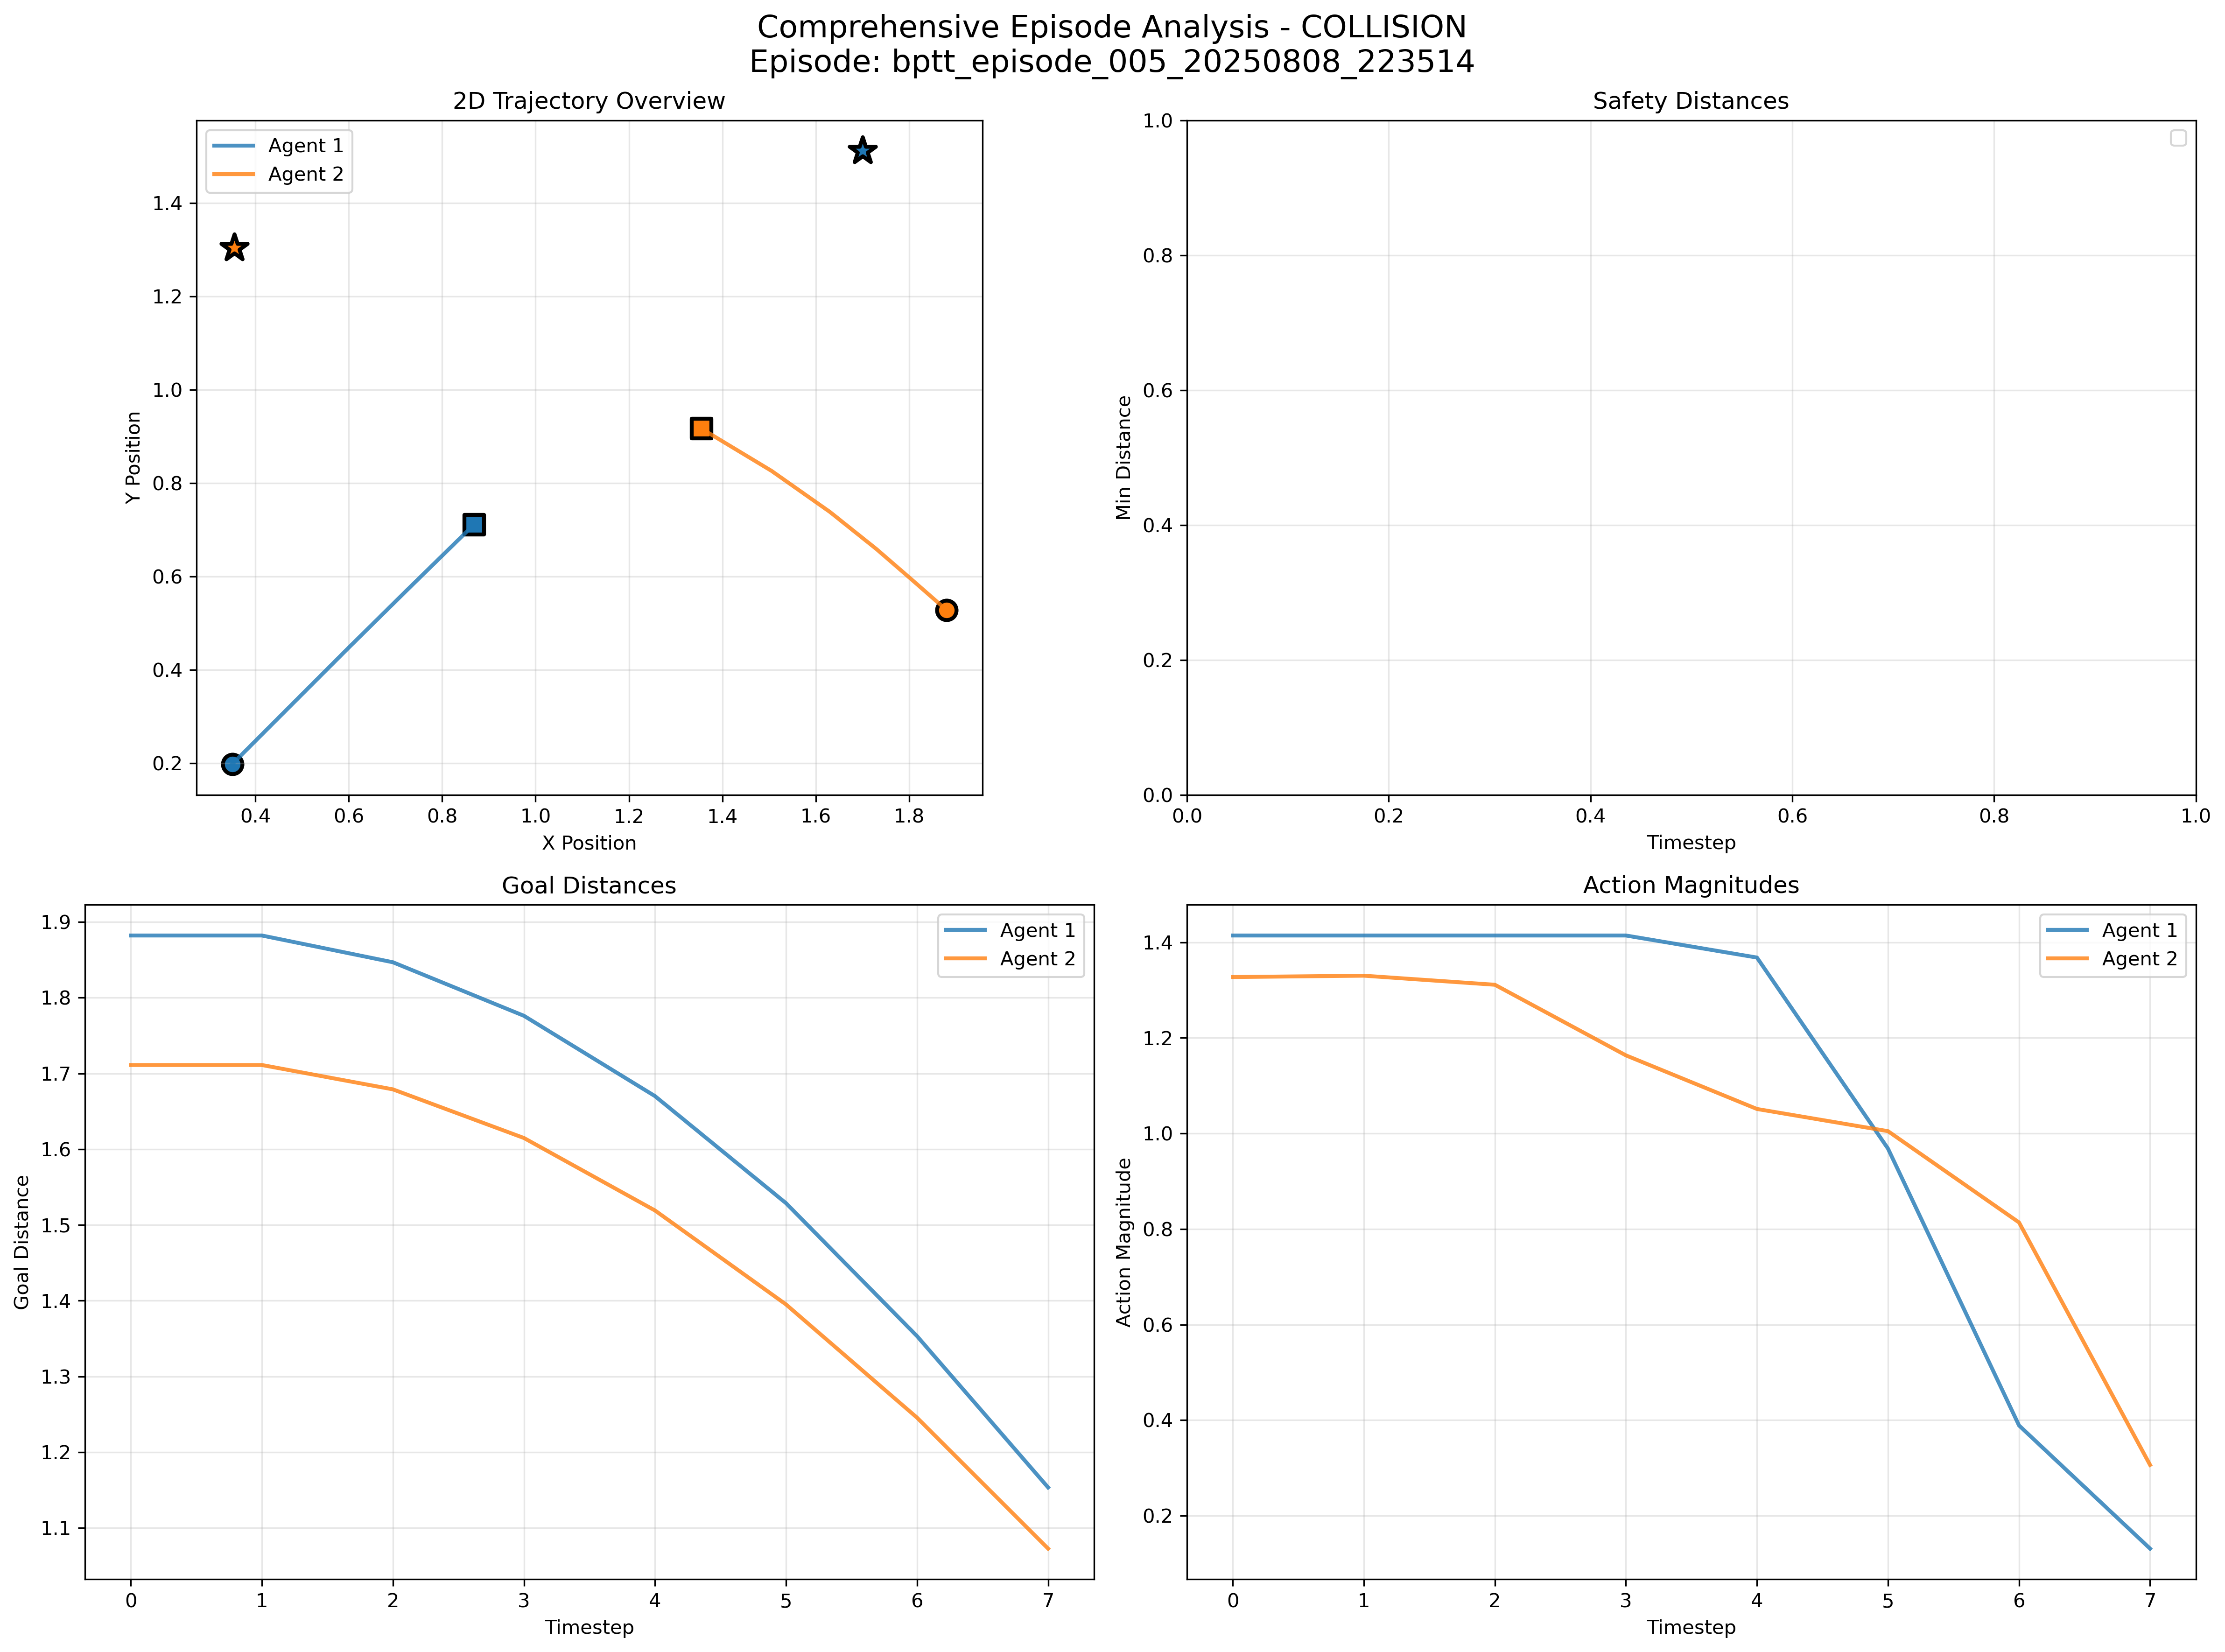 Comprehensive Episode Analysis - COLLISION
Episode: bptt_episode_005_20250808_223514
2D Trajectory Overview
Agent 1
Agent 2
1.4
1.2
1.0
0.8
0.6
0.4
0.2
Y Position
0.4 0.6 0.8 1.0 1.2 1.4 1.6 1.8
X Position
Safety Distances
1.0
0.8
0.6
0.4
0.2
0.0
Min Distance
0.0 0.2 0.4 0.6 0.8 1.0
Timestep
Goal Distances
Agent 1
Agent 2
1.9
1.8
1.7
1.6
1.5
1.4
1.3
1.2
1.1
Goal Distance
0 1 2 3 4 5 6 7
Timestep
Action Magnitudes
Agent 1
Agent 2
1.4
1.2
1.0
0.8
0.6
0.4
0.2
Action Magnitude
0 1 2 3 4 5 6 7
Timestep